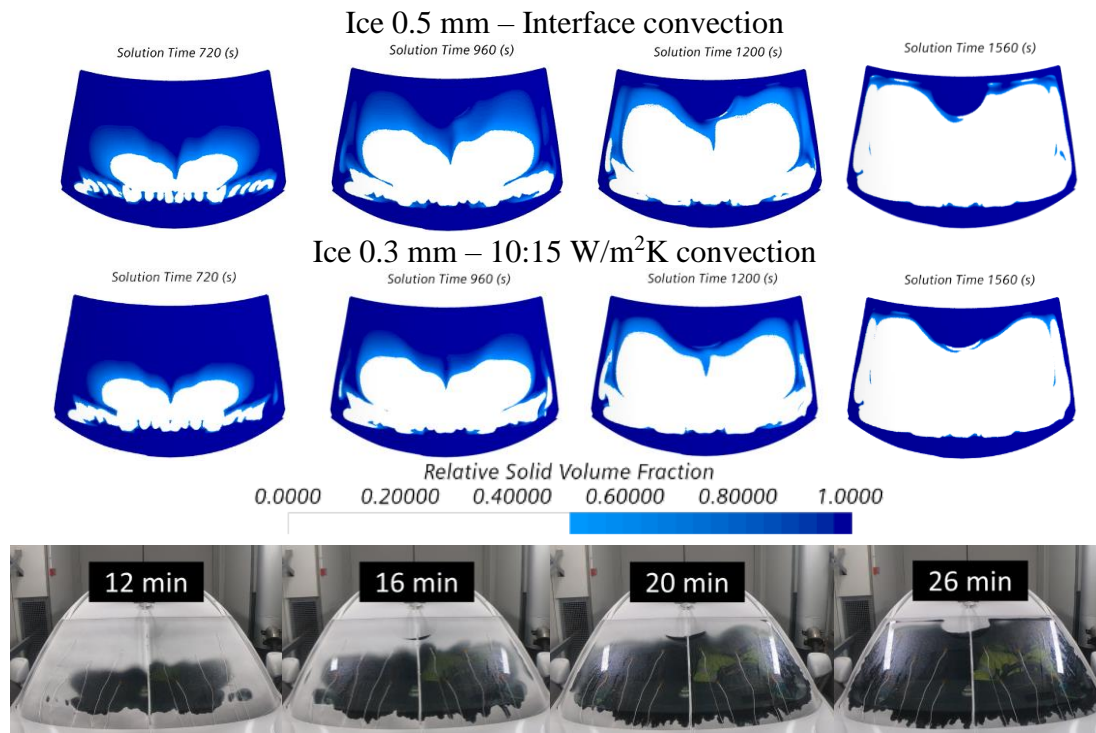 Ice 0.5 mm – Interface convection
Solution Time 720 (s)
Solution Time 960 (s)
Solution Time 1200 (s)
Solution Time 1560 (s)
Ice 0.3 mm – 10:15 W/m²K convection
Solution Time 720 (s)
Solution Time 960 (s)
Solution Time 1200 (s)
Solution Time 1560 (s)
Relative Solid Volume Fraction
0.0000 0.20000 0.40000 0.60000 0.80000 1.0000
12 min
16 min
20 min
26 min